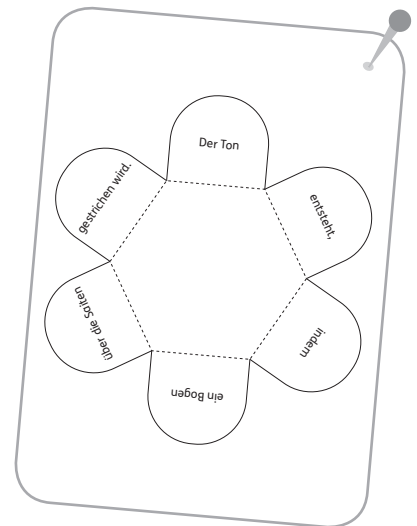 Der Ton
entsteht,
indem
ein Bogen
über die Saiten
gestrichen wird.